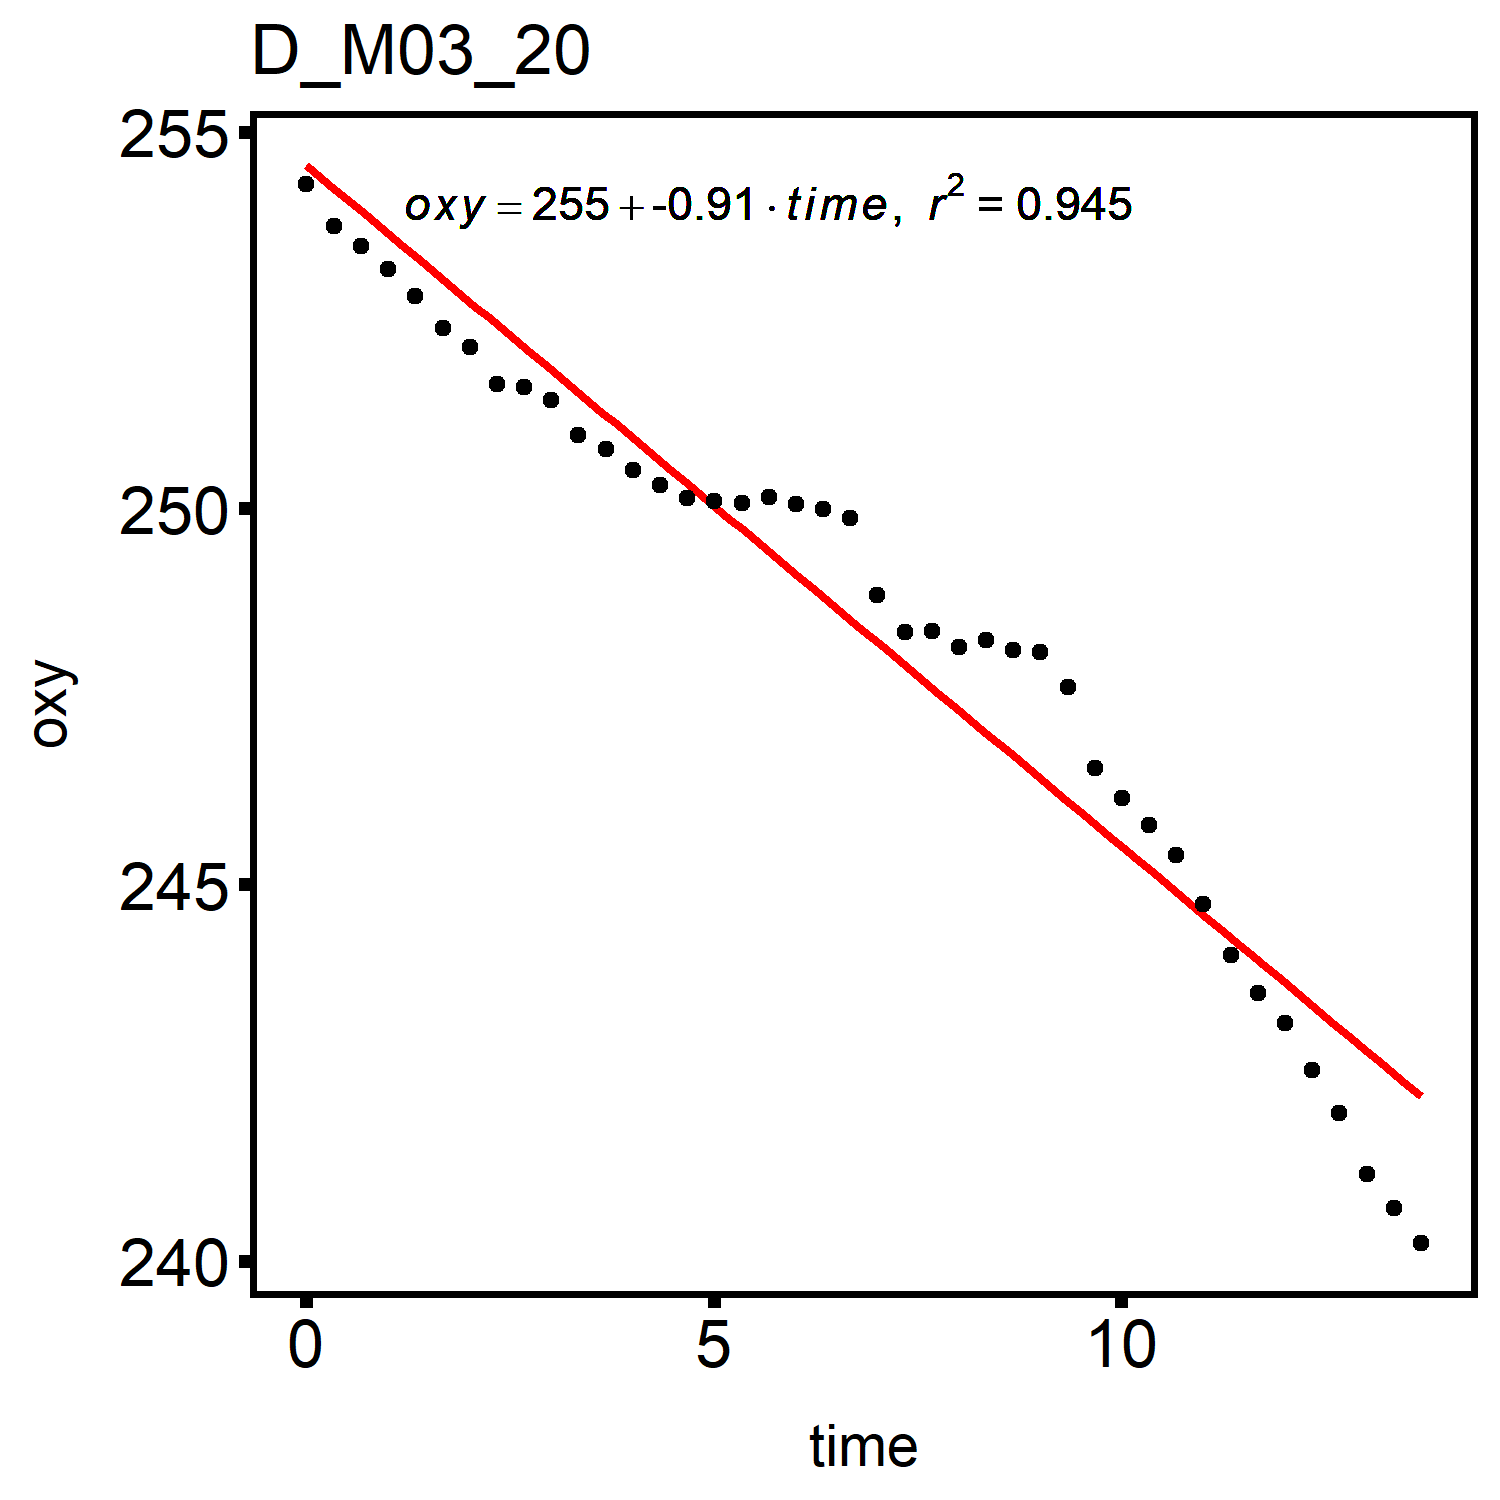 D_M03_20
255
oxy = 255 + -0.91 · time, r² = 0.945
250
245
240
oxy
0 5 10
time